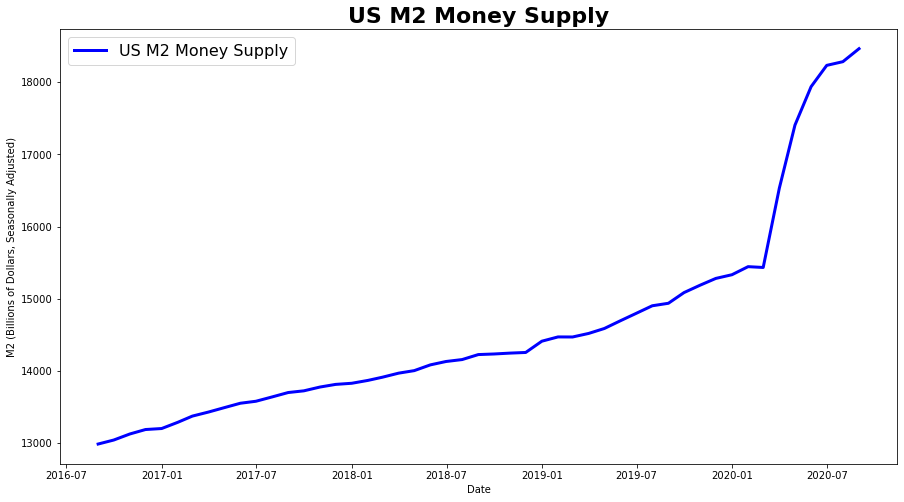 US M2 Money Supply
US M2 Money Supply
M2 (Billions of Dollars, Seasonally Adjusted)
18000
17000
16000
15000
14000
13000
2016-07 2017-01 2017-07 2018-01 2018-07 2019-01 2019-07 2020-01 2020-07
Date